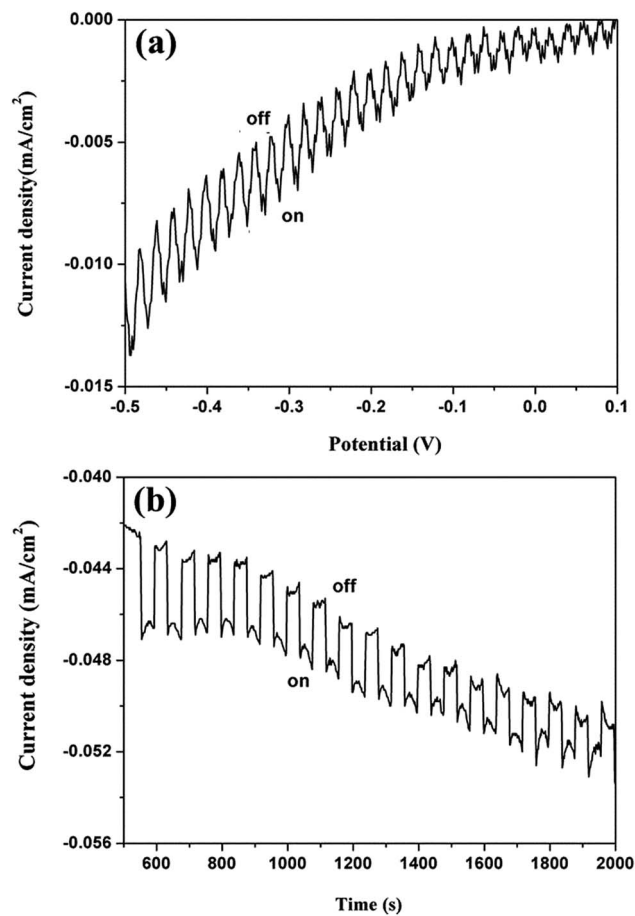 (a)
0.000
-0.005
-0.010
-0.015
Current density(mA/cm²)
off
on
-0.5 -0.4 -0.3 -0.2 -0.1 0.0 0.1
Potential (V)
(b)
-0.040
-0.044
-0.048
-0.052
-0.056
Current density (mA/cm²)
off
on
600 800 1000 1200 1400 1600 1800 2000
Time (s)